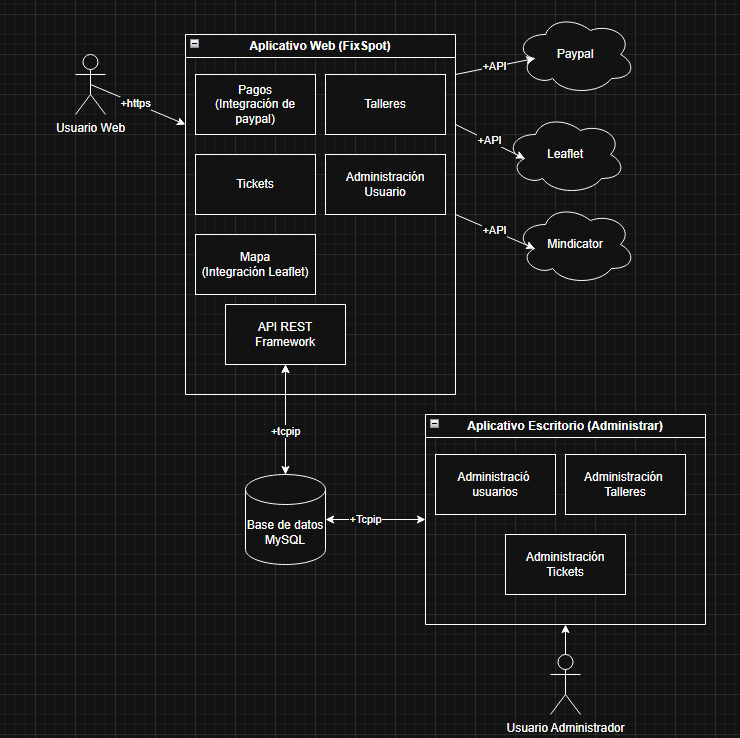 Aplicativo Web (FixSpot)
Pagos
(Integración de
paypal)
Talleres
Tickets
Administración
Usuario
Mapa
(Integración Leaflet)
API REST
Framework
+https
Usuario Web
+API
Paypal
+API
Leaflet
+API
Mindicator
+tcpip
Base de datos
MySQL
+Tcpip
Aplicativo Escritorio (Administrar)
Administració
usuarios
Administración
Talleres
Administración
Tickets
Usuario Administrador